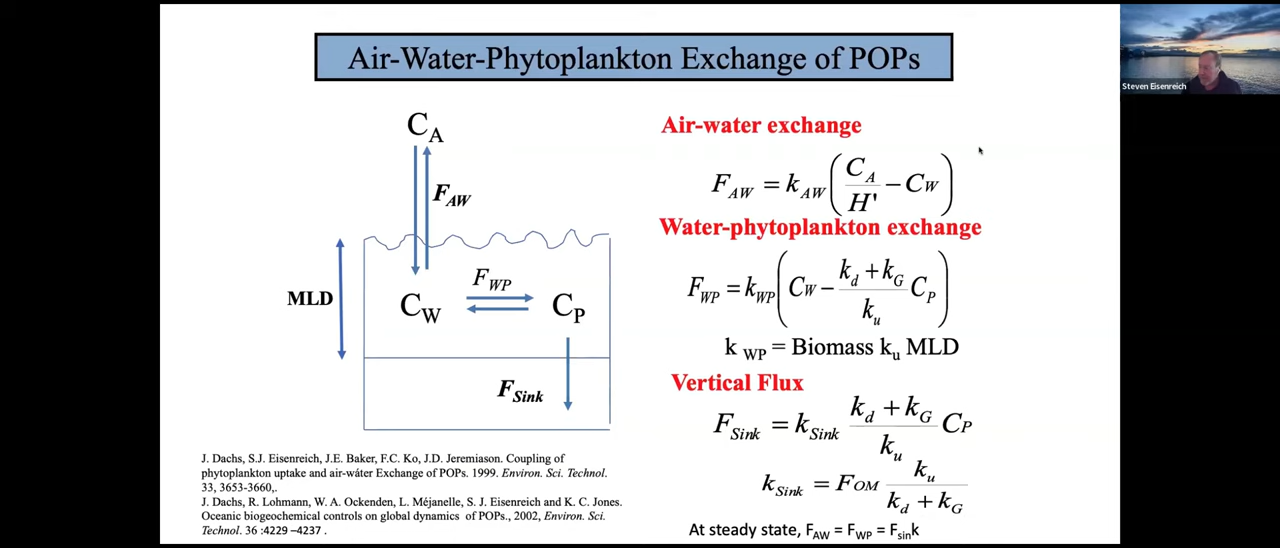 Air-Water-Phytoplankton Exchange of POPs
Steven Eisenreich
C_A
F_AW
MLD
C_W
F_WP
C_P
F_Sink
Air-water exchange
F_AW = k_AW ( C_A / H' − C_W )
Water-phytoplankton exchange
F_WP = k_WP ( C_W − (k_d + k_G) / k_u C_P )
k_WP = Biomass k_u MLD
Vertical Flux
F_Sink = k_Sink (k_d + k_G) / k_u C_P
k_Sink = F_OM k_u / (k_d + k_G)
At steady state, F_AW = F_WP = F_sink
J. Dachs, S.J. Eisenreich, J.E. Baker, F.C. Ko, J.D. Jeremiason. Coupling of
phytoplankton uptake and air-wáter Exchange of POPs. 1999. Environ. Sci. Technol.
33, 3653-3660,.
J. Dachs, R. Lohmann, W. A. Ockenden, L. Méjanelle, S. J. Eisenreich and K. C. Jones.
Oceanic biogeochemical controls on global dynamics of POPs., 2002, Environ. Sci.
Technol. 36 :4229 –4237 .